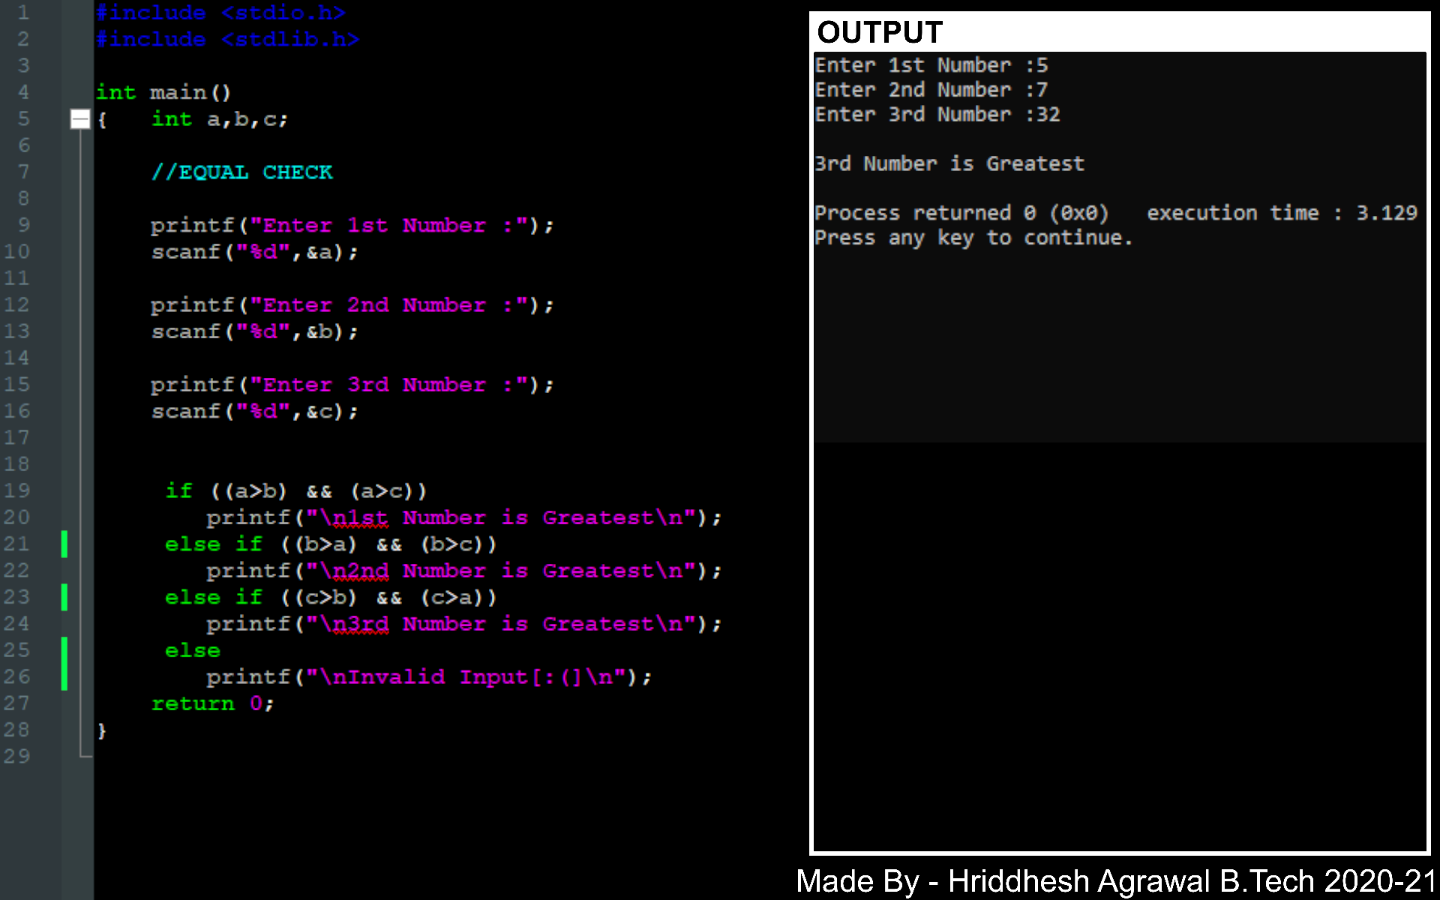 1 #include <stdio.h>
2 #include <stdlib.h>
3
4 int main()
5 {   int a,b,c;
6
7     //EQUAL CHECK
8
9     printf("Enter 1st Number :");
10    scanf("%d",&a);
11
12    printf("Enter 2nd Number :");
13    scanf("%d",&b);
14
15    printf("Enter 3rd Number :");
16    scanf("%d",&c);
17
18
19     if ((a>b) && (a>c))
20        printf("\n1st Number is Greatest\n");
21     else if ((b>a) && (b>c))
22        printf("\n2nd Number is Greatest\n");
23     else if ((c>b) && (c>a))
24        printf("\n3rd Number is Greatest\n");
25     else
26        printf("\nInvalid Input[:(]\n");
27    return 0;
28 }
29
OUTPUT
Enter 1st Number :5
Enter 2nd Number :7
Enter 3rd Number :32
3rd Number is Greatest
Process returned 0 (0x0)   execution time : 3.129
Press any key to continue.
Made By - Hriddhesh Agrawal B.Tech 2020-21